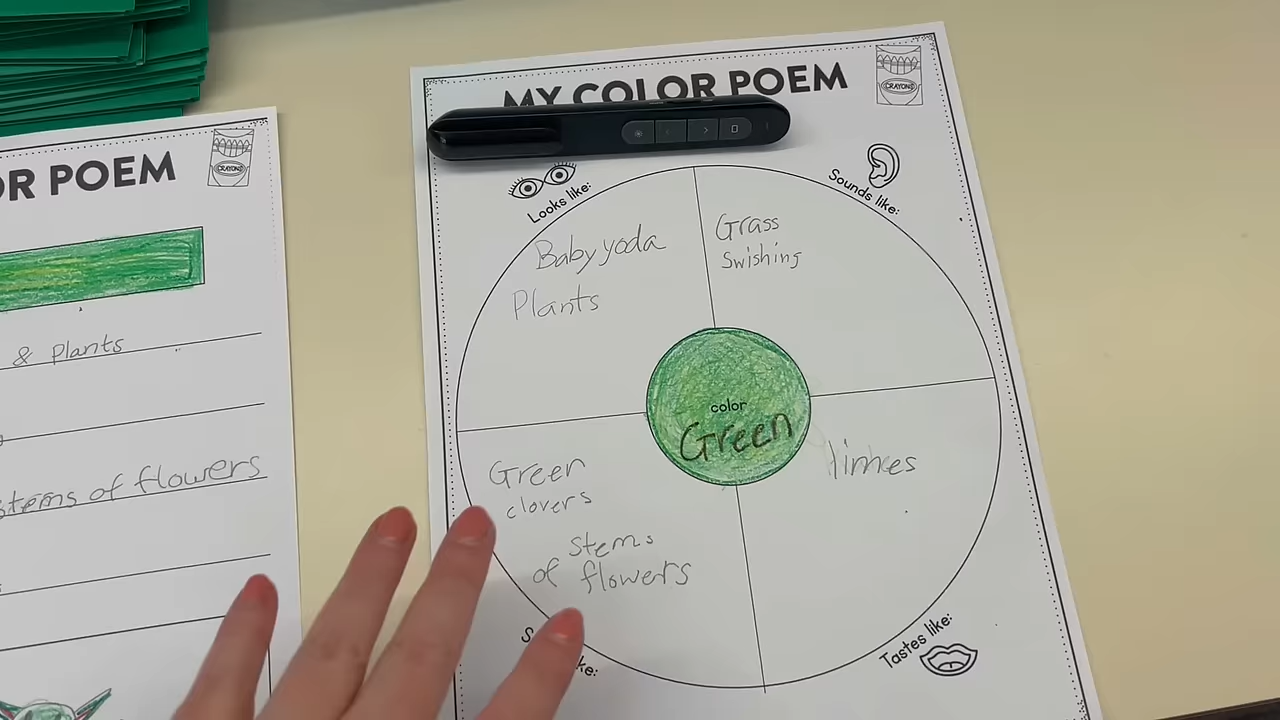 OR POEM
CRAYONS
& Plants
stems of flowers
MY COLOR POEM
CRAYONS
Looks like:
Sounds like:
Baby yoda
Plants
Grass
Swishing
color
Green
Green
clovers
stems
of flowers
limes
ke:
Tastes like: